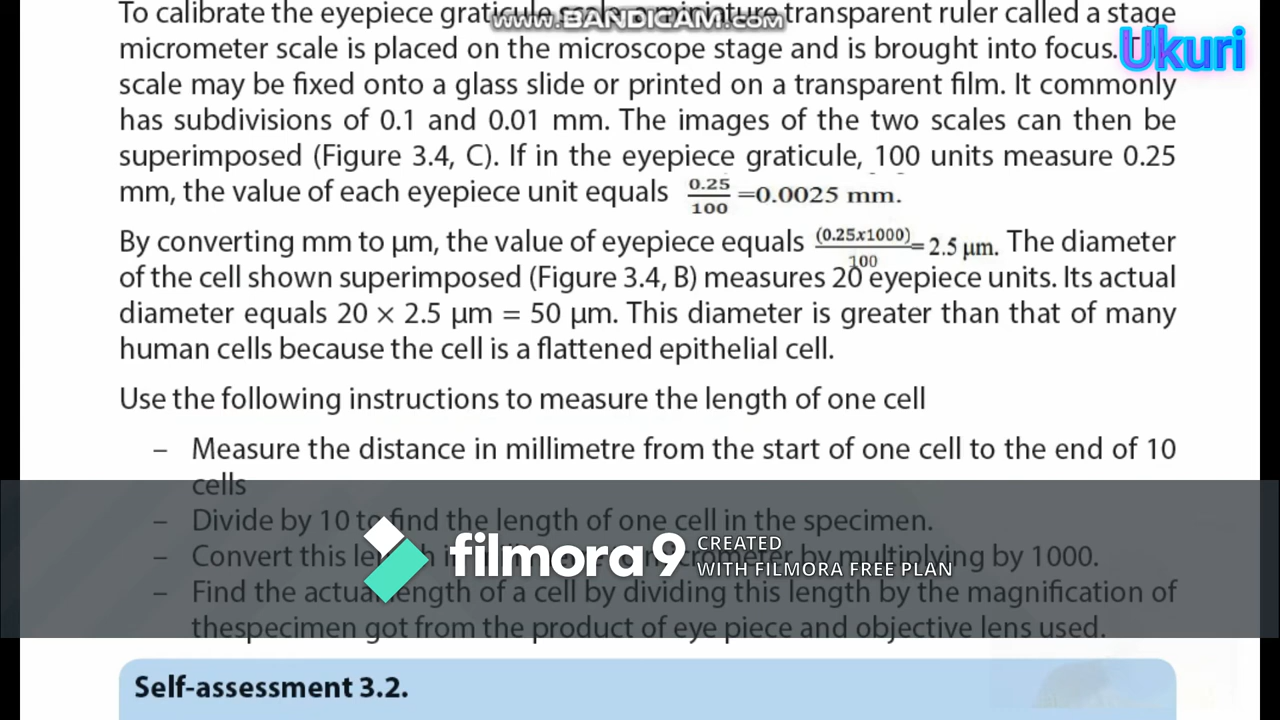 To calibrate the eyepiece graticule scale, a miniature transparent ruler called a stage
www.BANDICAM.com
micrometer scale is placed on the microscope stage and is brought into focus.
Ukuri
scale may be fixed onto a glass slide or printed on a transparent film. It commonly
has subdivisions of 0.1 and 0.01 mm. The images of the two scales can then be
superimposed (Figure 3.4, C). If in the eyepiece graticule, 100 units measure 0.25
mm, the value of each eyepiece unit equals 0.25/100 =0.0025 mm.
By converting mm to µm, the value of eyepiece equals (0.25x1000)/100 = 2.5 µm. The diameter
of the cell shown superimposed (Figure 3.4, B) measures 20 eyepiece units. Its actual
diameter equals 20 × 2.5 µm = 50 µm. This diameter is greater than that of many
human cells because the cell is a flattened epithelial cell.
Use the following instructions to measure the length of one cell
– Measure the distance in millimetre from the start of one cell to the end of 10
cells
– Divide by 10 to find the length of one cell in the specimen.
– Convert this length by multiplying by 1000.
– Find the actual length of a cell by dividing this length by the magnification of
thespecimen got from the product of eye piece and objective lens used.
filmora9
CREATED
WITH FILMORA FREE PLAN
Self-assessment 3.2.